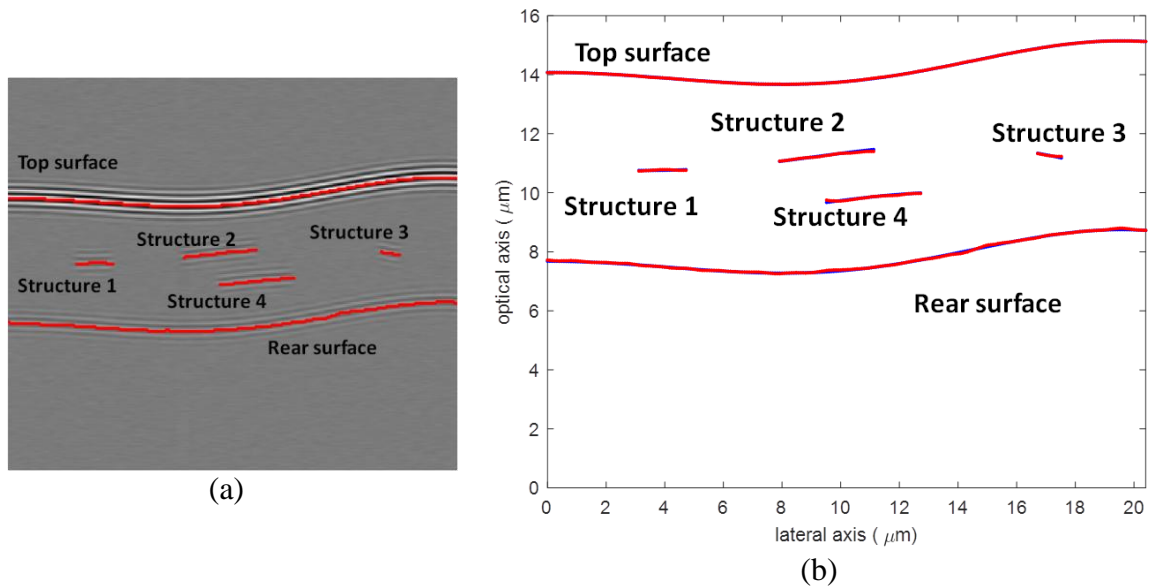 Top surface
Structure 2
Structure 3
Structure 1
Structure 4
Rear surface
(a)
16
14
12
10
8
6
4
2
0
optical axis ( μm)
Top surface
Structure 2
Structure 3
Structure 1
Structure 4
Rear surface
0 2 4 6 8 10 12 14 16 18 20
lateral axis ( μm)
(b)